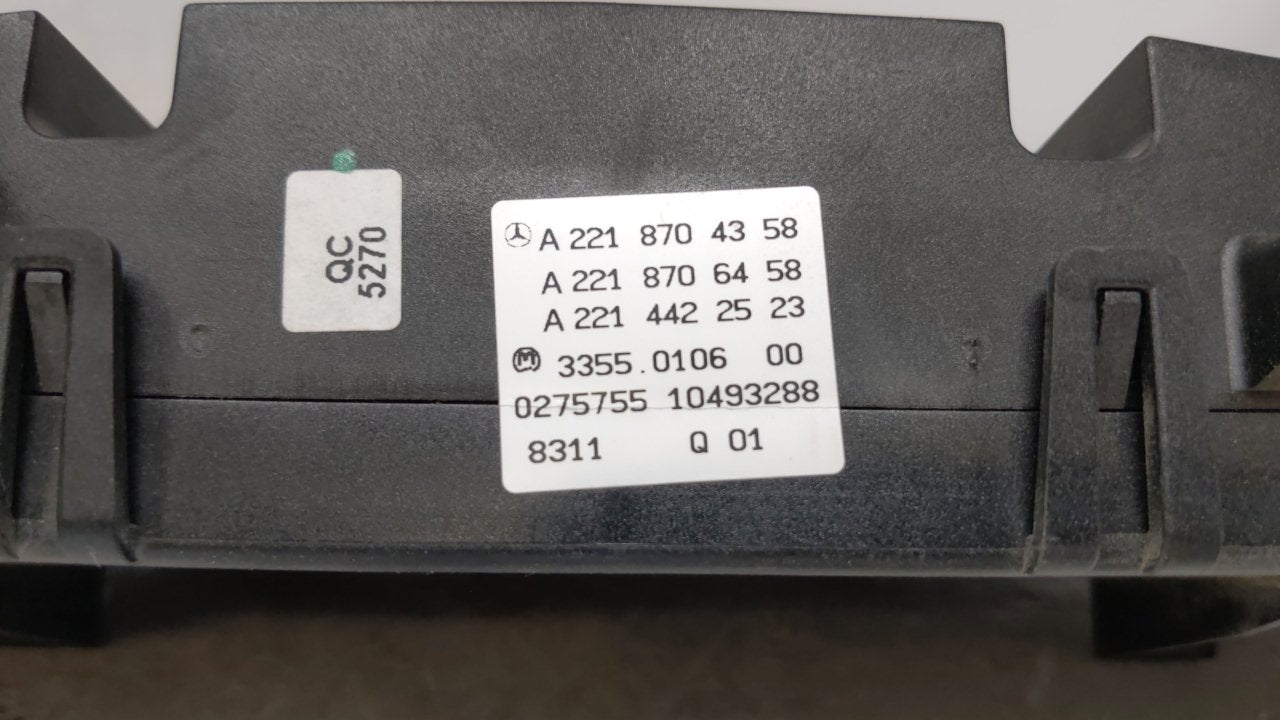 QC
5270
A 221 870 43 58
A 221 870 64 58
A 221 442 25 23
M 3355.0106 00
0275755 10493288
8311 Q 01